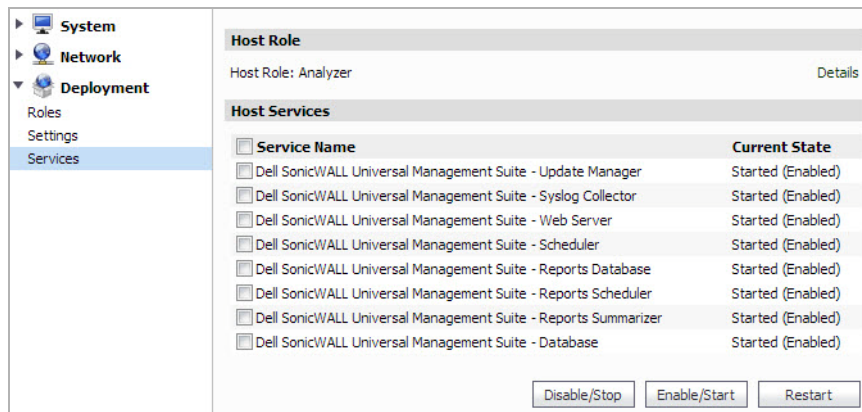 System
Network
Deployment
Roles
Settings
Services
Host Role
Host Role: Analyzer Details
Host Services
Service Name Current State
Dell SonicWALL Universal Management Suite - Update Manager Started (Enabled)
Dell SonicWALL Universal Management Suite - Syslog Collector Started (Enabled)
Dell SonicWALL Universal Management Suite - Web Server Started (Enabled)
Dell SonicWALL Universal Management Suite - Scheduler Started (Enabled)
Dell SonicWALL Universal Management Suite - Reports Database Started (Enabled)
Dell SonicWALL Universal Management Suite - Reports Scheduler Started (Enabled)
Dell SonicWALL Universal Management Suite - Reports Summarizer Started (Enabled)
Dell SonicWALL Universal Management Suite - Database Started (Enabled)
Disable/Stop Enable/Start Restart